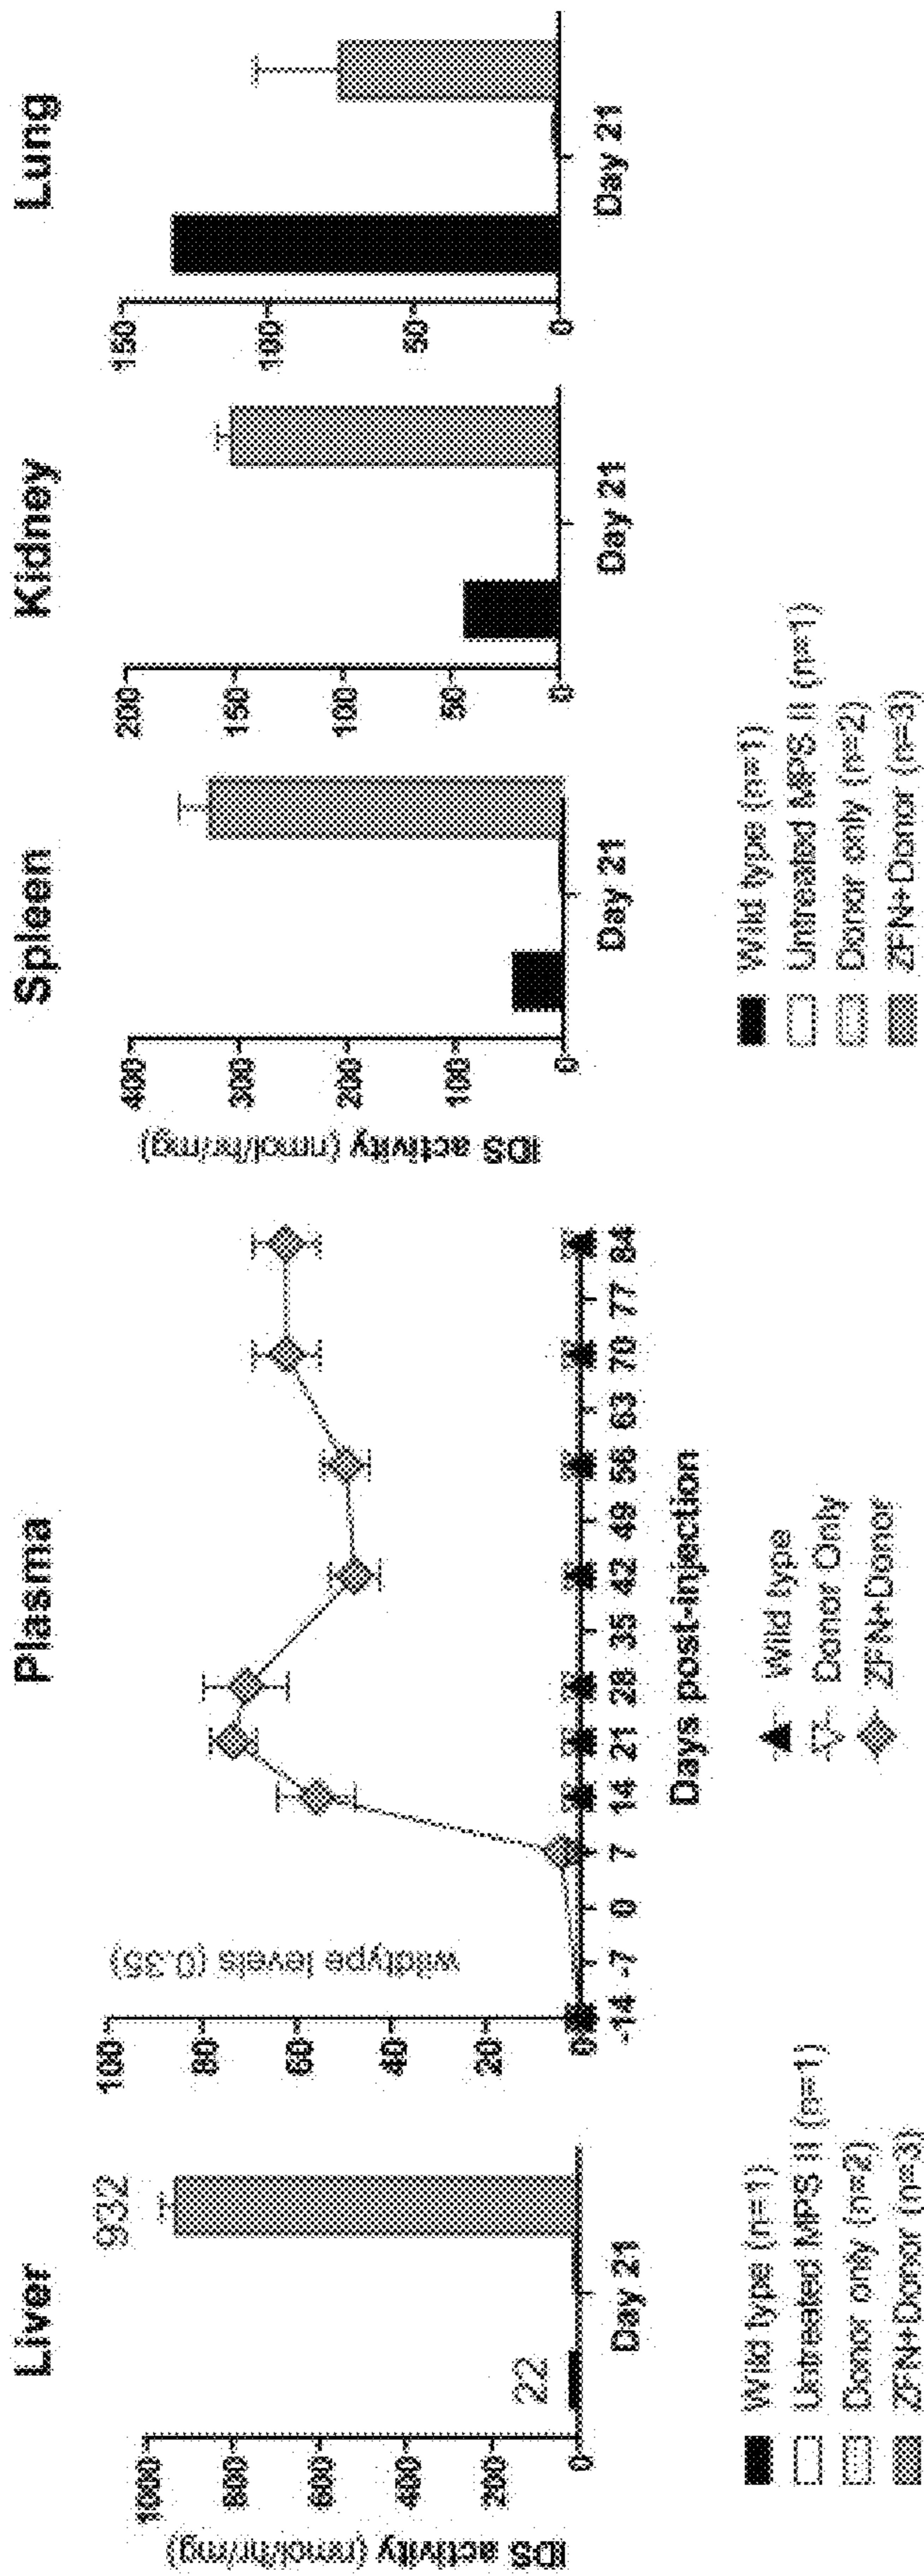 Liver
IDS activity (nmol/hr/mg)
1000
800
600
400
200
0
22
932
Day 21
Wild type (n=1)
Untreated MPS II (n=1)
Donor only (n=2)
ZFN+Donor (n=3)
Plasma
100
80
60
40
20
0
wildtype levels (0.35)
-14 -7 0 7 14 21 28 35 42 49 56 63 70 77 84
Days post-injection
Wild type
Donor Only
ZFN+Donor
Spleen
IDS activity (nmol/hr/mg)
400
300
200
100
0
Day 21
Kidney
200
150
100
50
0
Day 21
Lung
150
100
50
0
Day 21
Wild type (n=1)
Untreated MPS II (n=1)
Donor only (n=2)
ZFN+Donor (n=3)